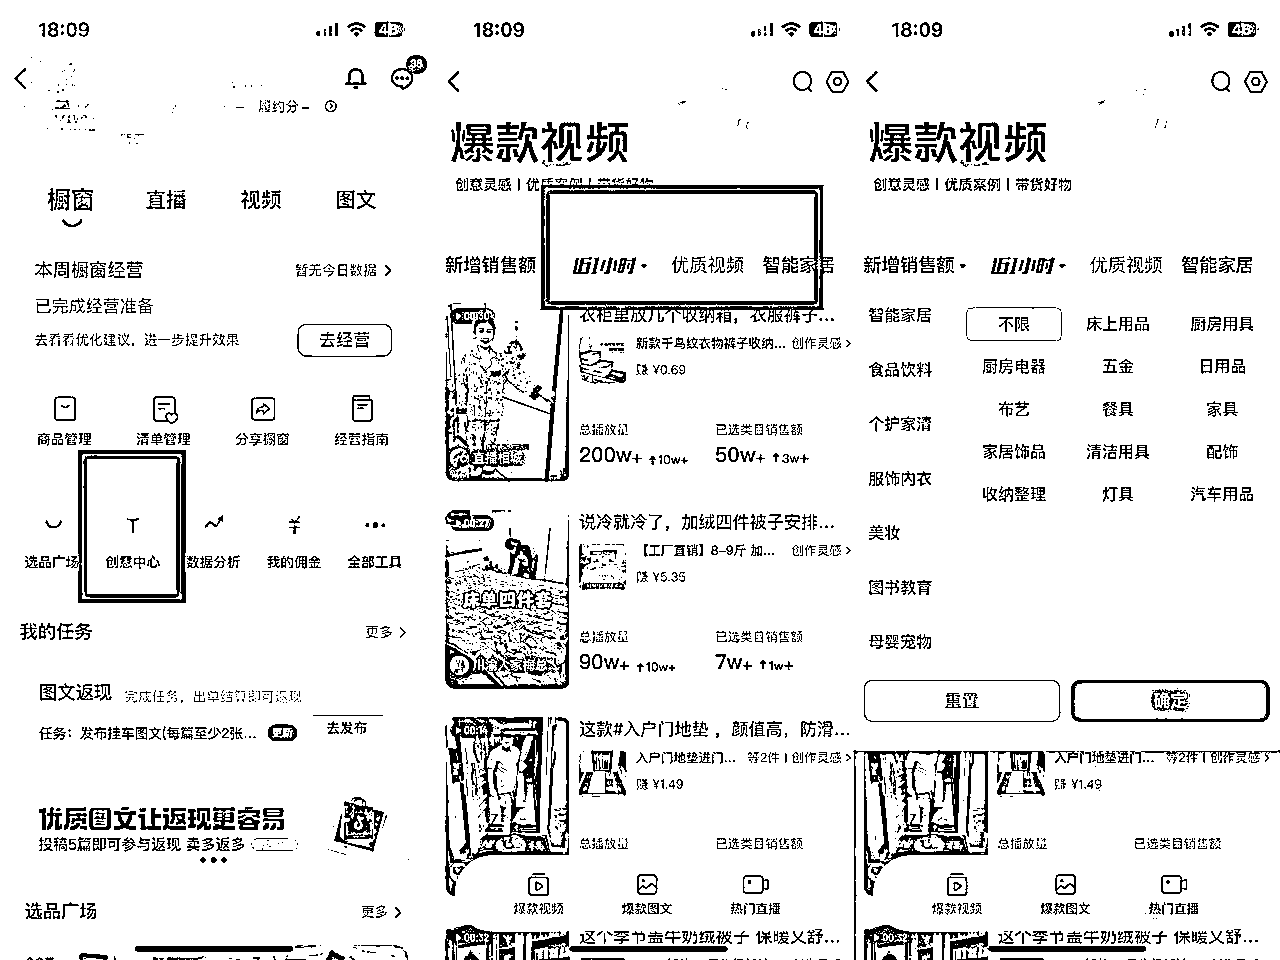 18:09
38
履约分 –
橱窗 直播 视频 图文
本周橱窗经营 暂无今日数据
已完成经营准备
去看看优化建议，进一步提升效果 去经营
商品管理 清单管理 分享橱窗 经营指南
选品广场 创意中心 数据分析 我的佣金 全部工具
我的任务 更多
图文返现 完成任务，出单结算即可返现
任务：发布挂车图文(每篇至少2张... 更新 去发布
优质图文让返现更容易
投稿5篇即可参与返现 卖多返多
选品广场 更多
18:09
爆款视频
创意灵感 | 优质案例 | 带货好物
新增销售额 近1小时 优质视频 智能家居
00:30
衣柜里放几个收纳箱，衣服裤子...
新款千鸟纹衣物裤子收纳... 创作灵感
赚 ¥0.69
总播放量 已选类目销售额
200w+ ↑10w+ 50w+ ↑3w+
直播相感
00:27
说冷就冷了，加绒四件被子安排...
【工厂直销】8-9斤 加... 创作灵感
赚 ¥5.35
床单四件套
总播放量 已选类目销售额
90w+ ↑10w+ 7w+ ↑1w+
00:14
这款#入户门地垫 ，颜值高，防滑...
入户门地垫进门... 等2件 | 创作灵感
赚 ¥1.49
总播放量 已选类目销售额
爆款视频 爆款图文 热门直播
00:32
这个季节盖牛奶绒被子 保暖又舒...
18:09
爆款视频
创意灵感 | 优质案例 | 带货好物
新增销售额 近1小时 优质视频 智能家居
智能家居 不限 床上用品 厨房用具
食品饮料 厨房电器 五金 日用品
个护家清 布艺 餐具 家具
服饰内衣 家居饰品 清洁用具 配饰
收纳整理 灯具 汽车用品
美妆
图书教育
母婴宠物
重置 确定
入户门地垫进门... 等2件 | 创作灵感
赚 ¥1.49
总播放量 已选类目销售额
爆款视频 爆款图文 热门直播
00:32
这个季节盖牛奶绒被子 保暖又舒...